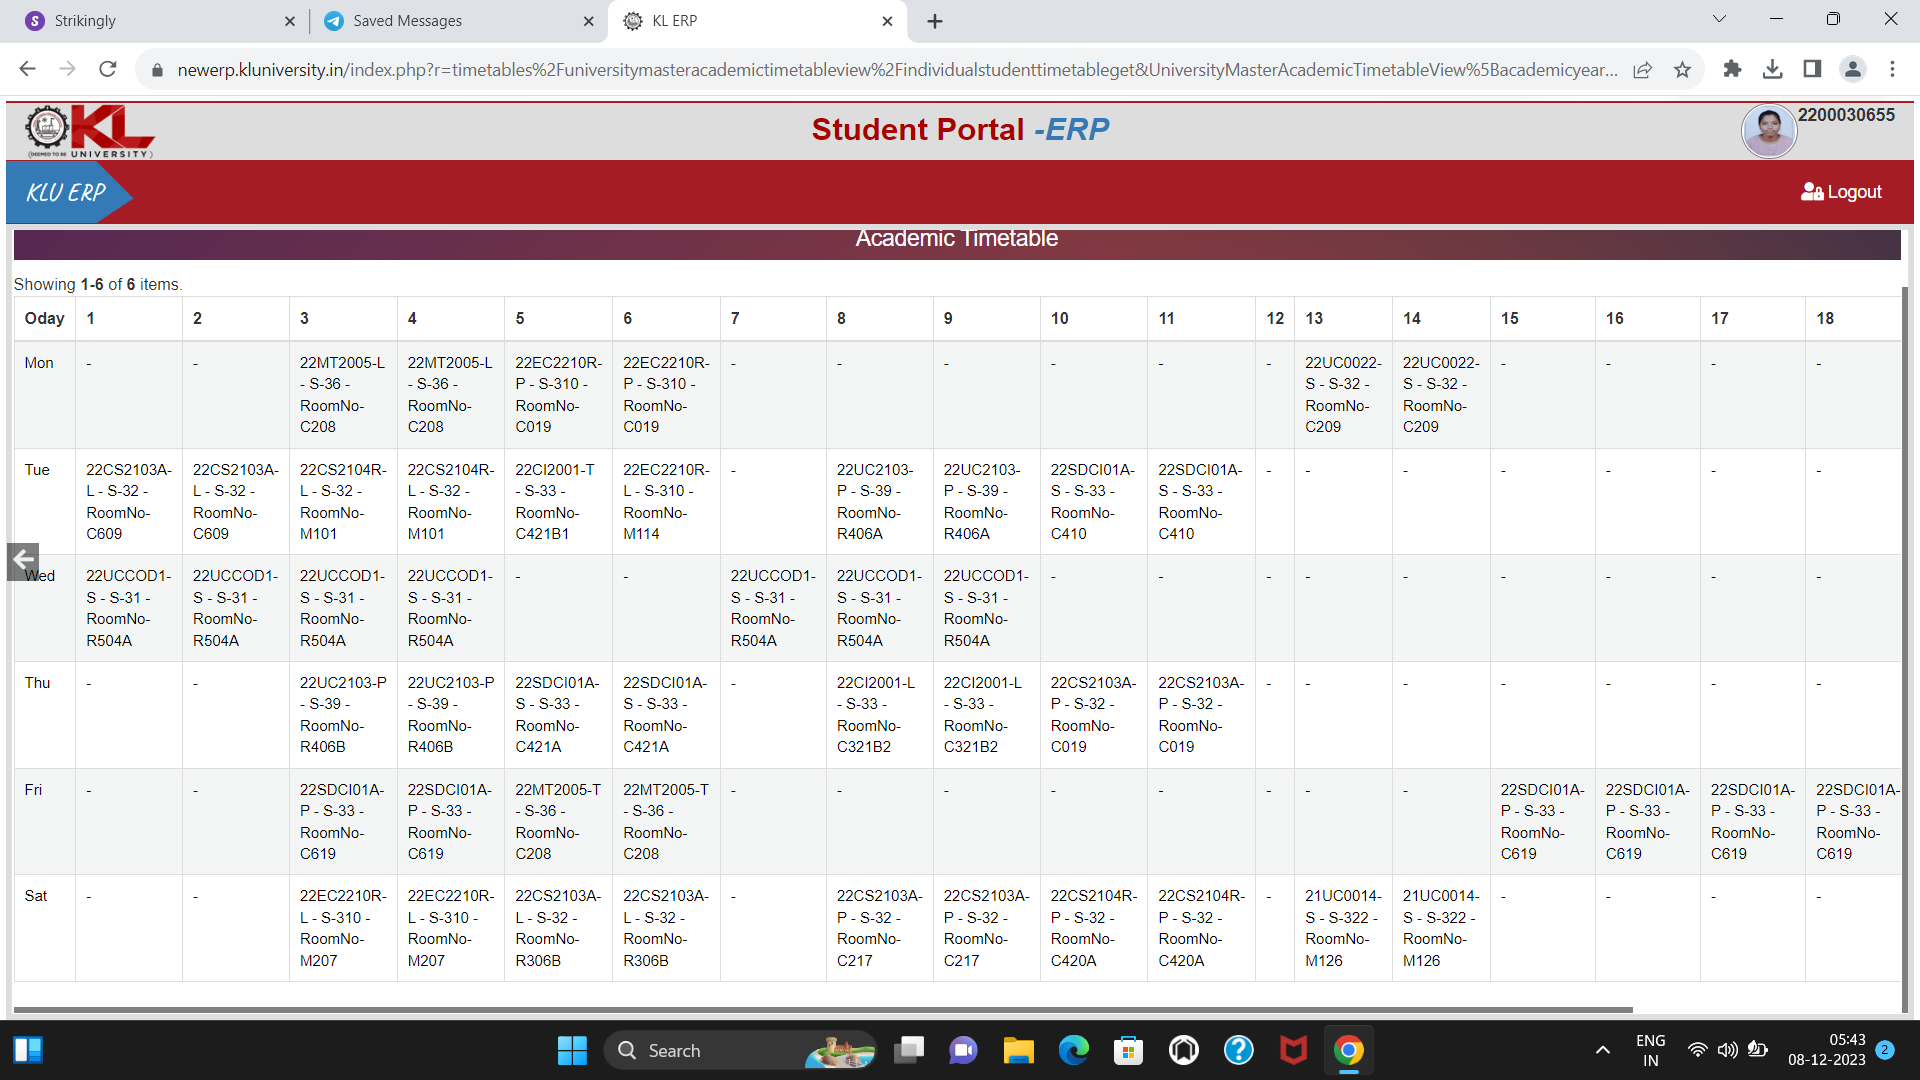 Strikingly
Saved Messages
KL ERP
newerp.kluniversity.in/index.php?r=timetables%2Funiversitymasteracademictimetableview%2Findividualstudenttimetableget&UniversityMasterAcademicTimetableView%5Bacademicyear...
KL
(DEEMED TO BE UNIVERSITY)
Student Portal -ERP
2200030655
KLU ERP
Logout
Academic Timetable
Showing 1-6 of 6 items.
Oday 1 2 3 4 5 6 7 8 9 10 11 12 13 14 15 16 17 18
Mon - - 22MT2005-L 22MT2005-L 22EC2210R- 22EC2210R- - - - - - - 22UC0022- 22UC0022- - - - -
- S-36 - - S-36 - P - S-310 - P - S-310 - S - S-32 - S - S-32 -
RoomNo- RoomNo- RoomNo- RoomNo- RoomNo- RoomNo-
C208 C208 C019 C019 C209 C209
Tue 22CS2103A- 22CS2103A- 22CS2104R- 22CS2104R- 22CI2001-T 22EC2210R- - 22UC2103- 22UC2103- 22SDCI01A- 22SDCI01A- - - - - - - -
L - S-32 - L - S-32 - L - S-32 - L - S-32 - - S-33 - L - S-310 - P - S-39 - P - S-39 - S - S-33 - S - S-33 -
RoomNo- RoomNo- RoomNo- RoomNo- RoomNo- RoomNo- RoomNo- RoomNo- RoomNo- RoomNo-
C609 C609 M101 M101 C421B1 M114 R406A R406A C410 C410
Wed 22UCCOD1- 22UCCOD1- 22UCCOD1- 22UCCOD1- - - 22UCCOD1- 22UCCOD1- 22UCCOD1- - - - - - - - - -
S - S-31 - S - S-31 - S - S-31 - S - S-31 - S - S-31 - S - S-31 - S - S-31 -
RoomNo- RoomNo- RoomNo- RoomNo- RoomNo- RoomNo- RoomNo-
R504A R504A R504A R504A R504A R504A R504A
Thu - - 22UC2103-P 22UC2103-P 22SDCI01A- 22SDCI01A- - 22CI2001-L 22CI2001-L 22CS2103A- 22CS2103A- - - - - - - -
- S-39 - - S-39 - S - S-33 - S - S-33 - - S-33 - - S-33 - P - S-32 - P - S-32 -
RoomNo- RoomNo- RoomNo- RoomNo- RoomNo- RoomNo- RoomNo- RoomNo-
R406B R406B C421A C421A C321B2 C321B2 C019 C019
Fri - - 22SDCI01A- 22SDCI01A- 22MT2005-T 22MT2005-T - - - - - - - - 22SDCI01A- 22SDCI01A- 22SDCI01A- 22SDCI01A-
P - S-33 - P - S-33 - - S-36 - - S-36 - P - S-33 - P - S-33 - P - S-33 - P - S-33 -
RoomNo- RoomNo- RoomNo- RoomNo- RoomNo- RoomNo- RoomNo- RoomNo-
C619 C619 C208 C208 C619 C619 C619 C619
Sat - - 22EC2210R- 22EC2210R- 22CS2103A- 22CS2103A- - 22CS2103A- 22CS2103A- 22CS2104R- 22CS2104R- - 21UC0014- 21UC0014- - - - -
L - S-310 - L - S-310 - L - S-32 - L - S-32 - P - S-32 - P - S-32 - P - S-32 - P - S-32 - S - S-322 - S - S-322 -
RoomNo- RoomNo- RoomNo- RoomNo- RoomNo- RoomNo- RoomNo- RoomNo- RoomNo- RoomNo-
M207 M207 R306B R306B C217 C217 C420A C420A M126 M126
Search
ENG
IN
05:43
08-12-2023
2